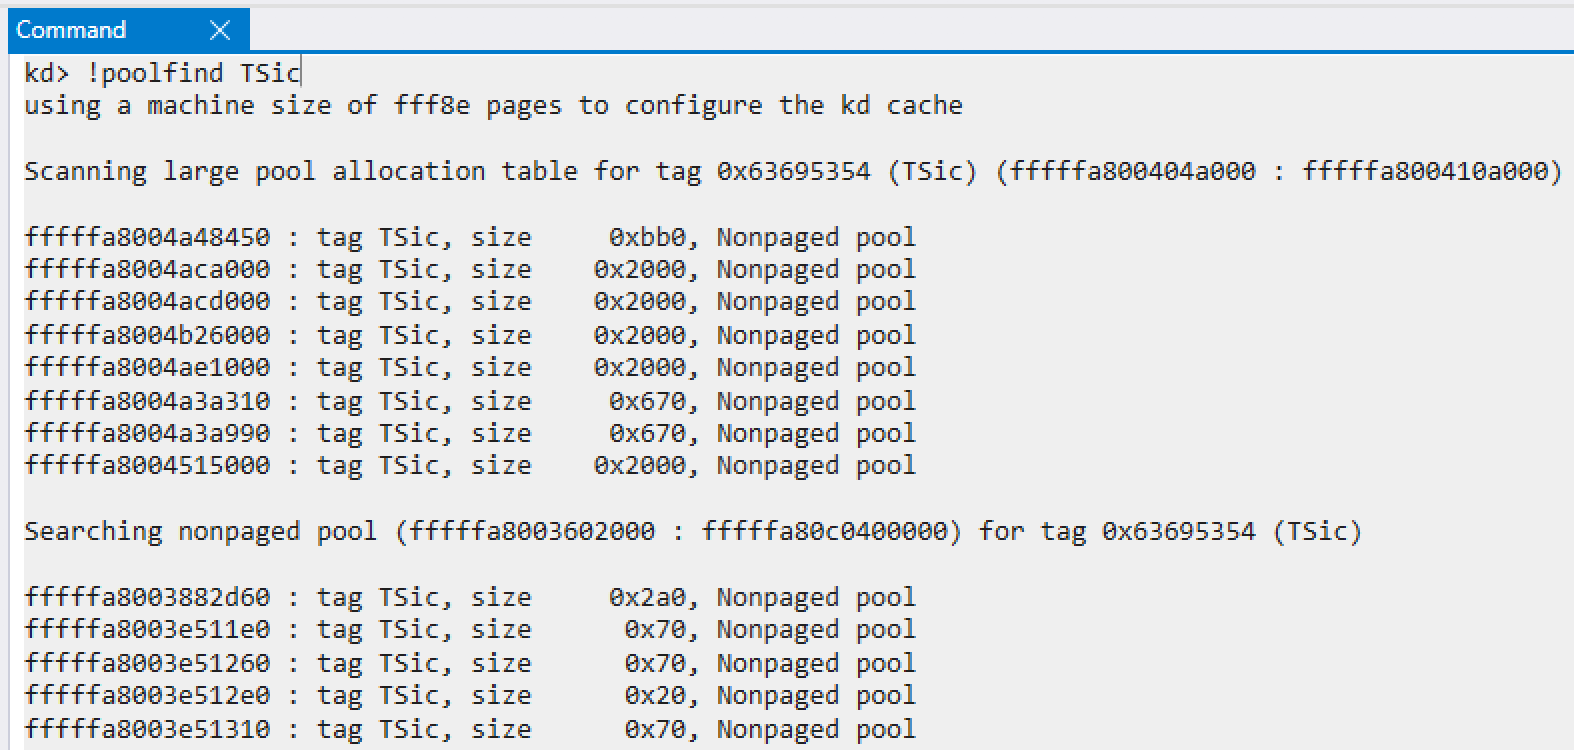 Command
kd> !poolfind TSic
using a machine size of fff8e pages to configure the kd cache
Scanning large pool allocation table for tag 0x63695354 (TSic) (fffffa800404a000 : fffffa800410a000)
fffffa8004a48450 : tag TSic, size     0xbb0, Nonpaged pool
fffffa8004aca000 : tag TSic, size    0x2000, Nonpaged pool
fffffa8004acd000 : tag TSic, size    0x2000, Nonpaged pool
fffffa8004b26000 : tag TSic, size    0x2000, Nonpaged pool
fffffa8004ae1000 : tag TSic, size    0x2000, Nonpaged pool
fffffa8004a3a310 : tag TSic, size     0x670, Nonpaged pool
fffffa8004a3a990 : tag TSic, size     0x670, Nonpaged pool
fffffa8004515000 : tag TSic, size    0x2000, Nonpaged pool
Searching nonpaged pool (fffffa8003602000 : fffffa80c0400000) for tag 0x63695354 (TSic)
fffffa8003882d60 : tag TSic, size     0x2a0, Nonpaged pool
fffffa8003e511e0 : tag TSic, size      0x70, Nonpaged pool
fffffa8003e51260 : tag TSic, size      0x70, Nonpaged pool
fffffa8003e512e0 : tag TSic, size      0x20, Nonpaged pool
fffffa8003e51310 : tag TSic, size      0x70, Nonpaged pool